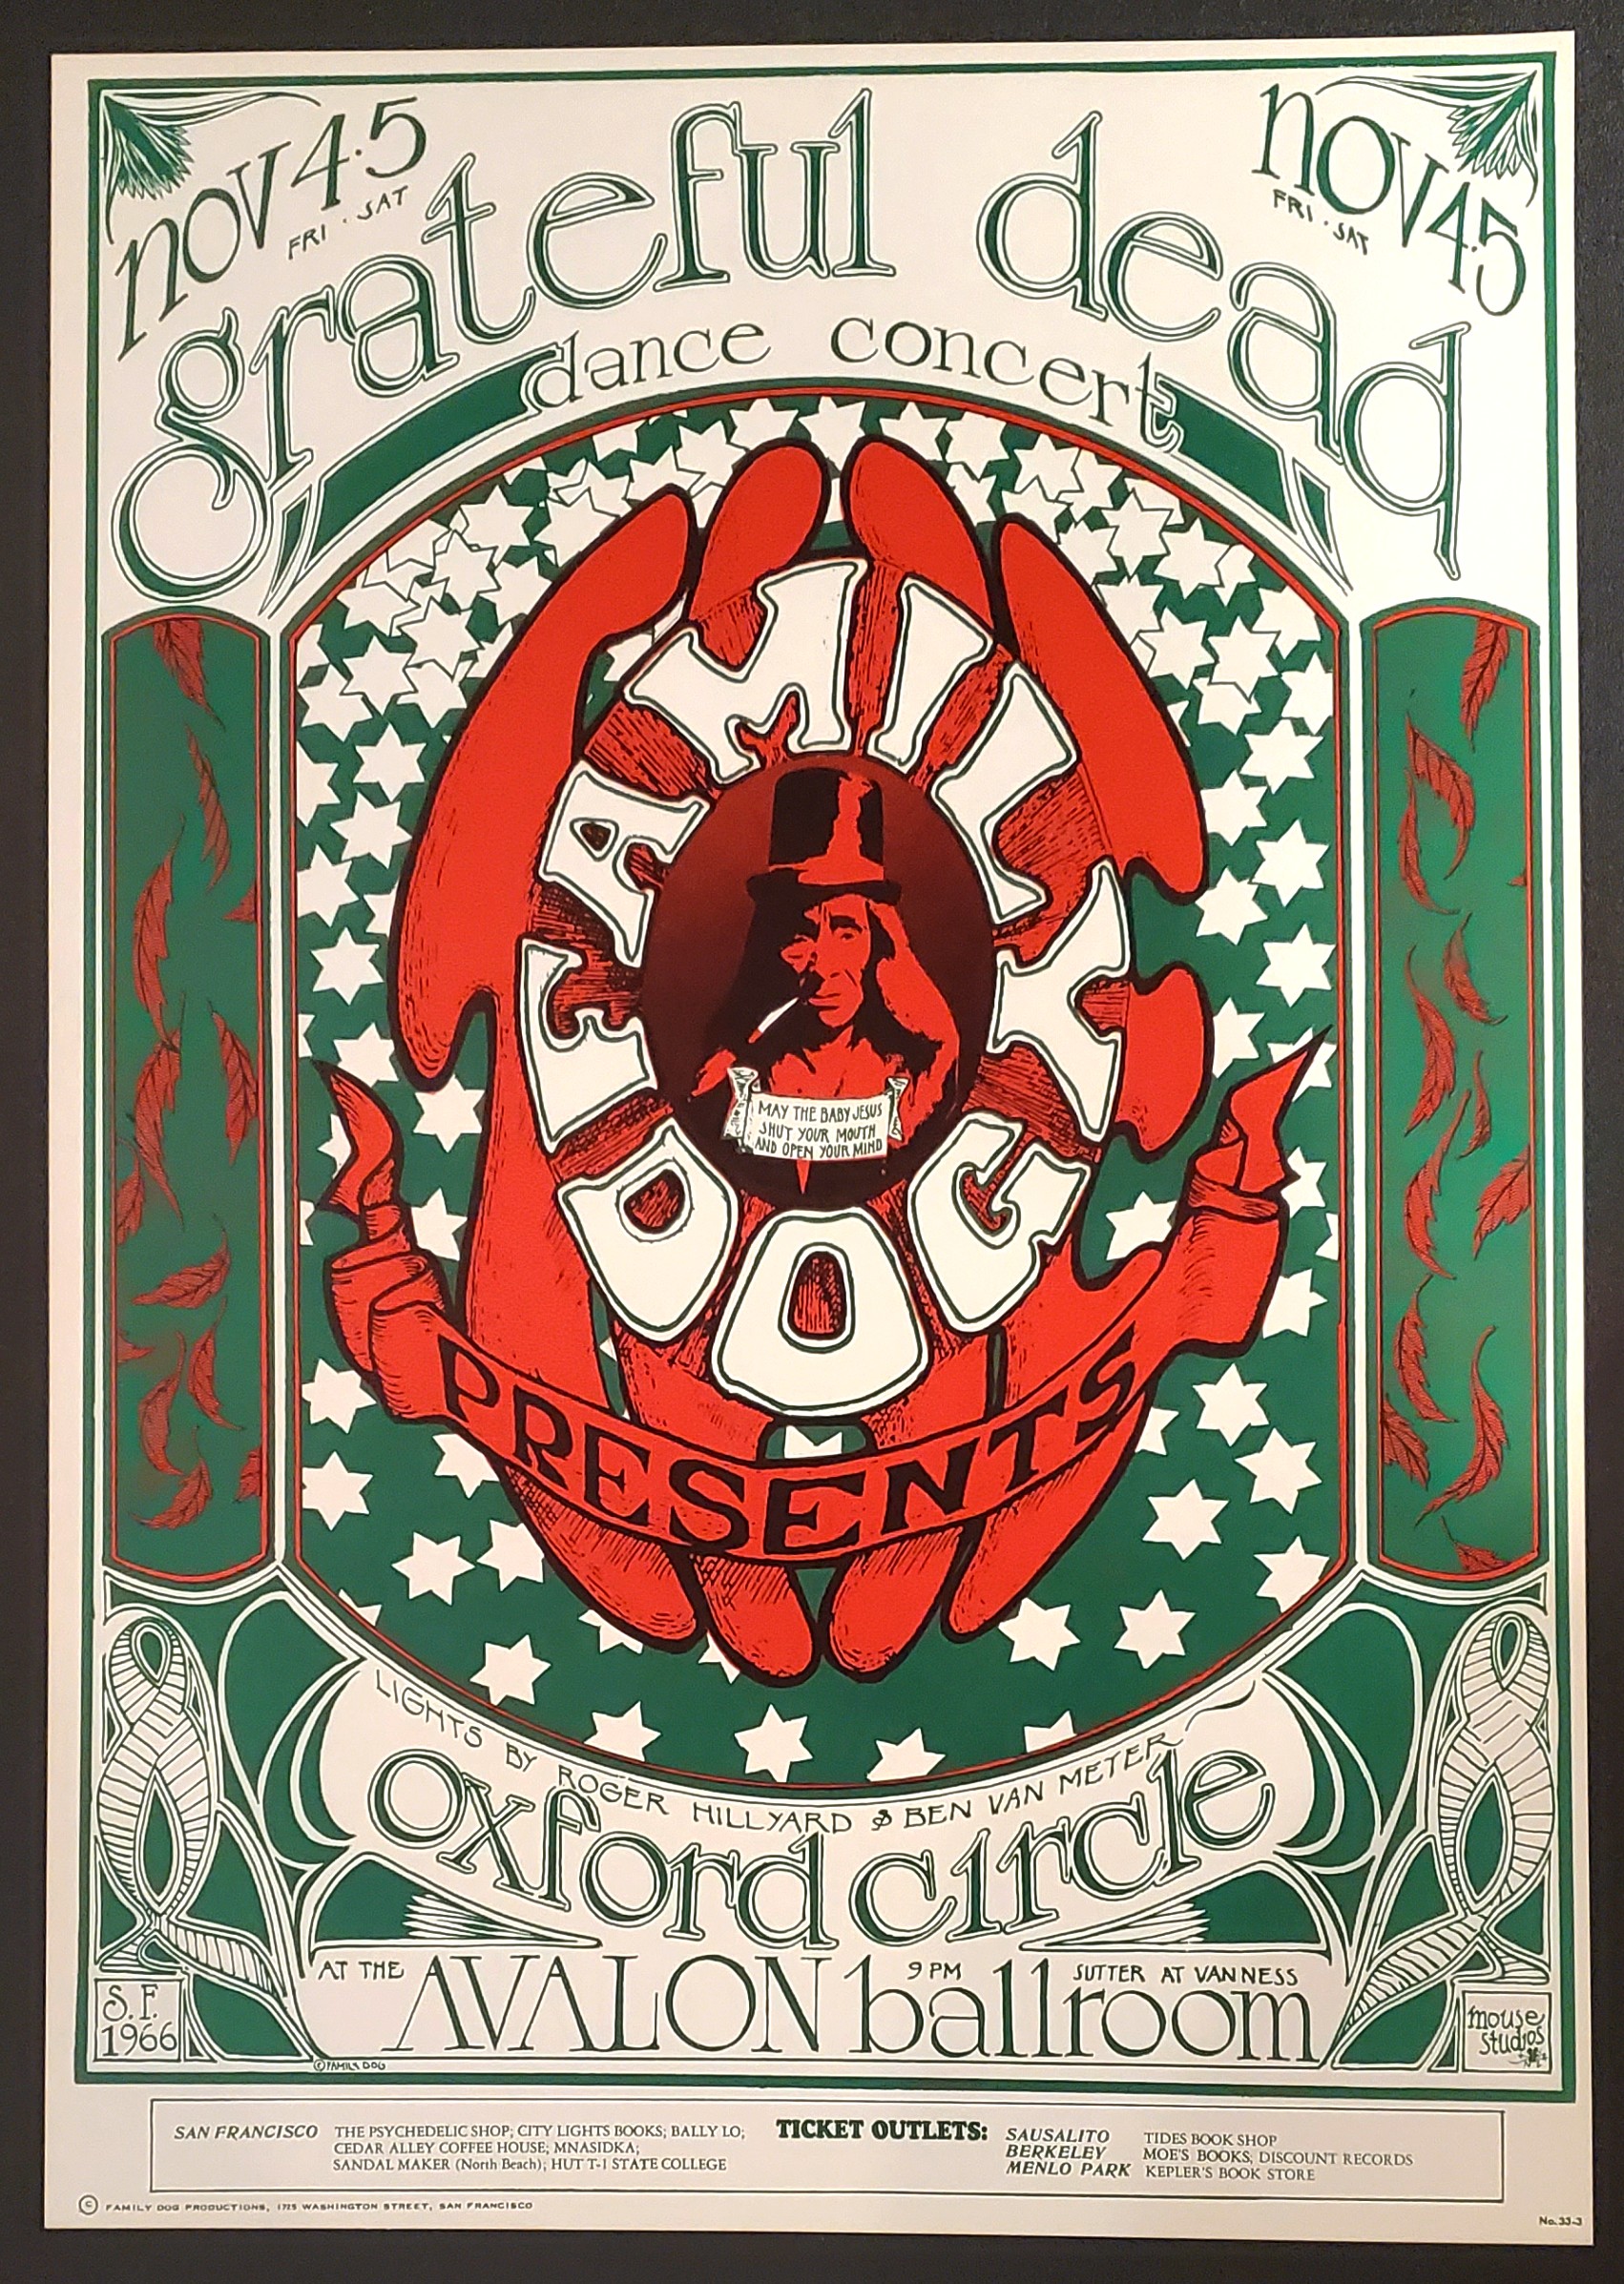 nov 4·5
FRI · SAT
nov 4·5
FRI · SAT
grateful dead
dance concert
FAMILY
DOG
MAY THE BABY JESUS
SHUT YOUR MOUTH
AND OPEN YOUR MIND
PRESENTS
LIGHTS BY ROGER HILLYARD & BEN VAN METER
oxford circle
AT THE AVALON ballroom
9 PM
SUTTER AT VAN NESS
S.F.
1966
mouse
studios
© FAMILY DOG
TICKET OUTLETS:
SAN FRANCISCO THE PSYCHEDELIC SHOP; CITY LIGHTS BOOKS; BALLY LO;
CEDAR ALLEY COFFEE HOUSE; MNASIDKA;
SANDAL MAKER (North Beach); HUT T-1 STATE COLLEGE
SAUSALITO TIDES BOOK SHOP
BERKELEY MOE'S BOOKS; DISCOUNT RECORDS
MENLO PARK KEPLER'S BOOK STORE
© FAMILY DOG PRODUCTIONS, 1725 WASHINGTON STREET, SAN FRANCISCO
No. 33-3